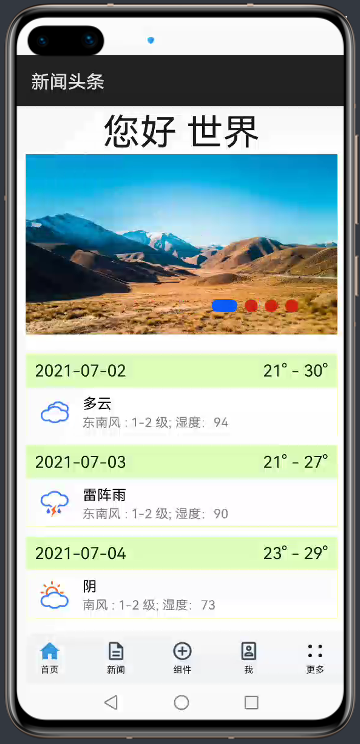 新闻头条
您好 世界
2021-07-02 21° - 30°
多云
东南风 : 1-2 级; 湿度: 94
2021-07-03 21° - 27°
雷阵雨
东南风 : 1-2 级; 湿度: 90
2021-07-04 23° - 29°
阴
南风 : 1-2 级; 湿度: 73
首页 新闻 组件 我 更多